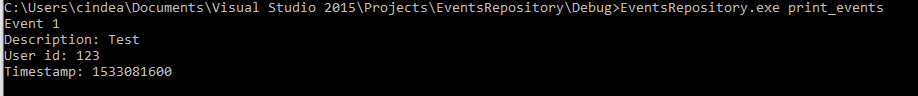 C:\Users\cindea\Documents\Visual Studio 2015\Projects\EventsRepository\Debug>EventsRepository.exe print_events
Event 1
Description: Test
User id: 123
Timestamp: 1533081600